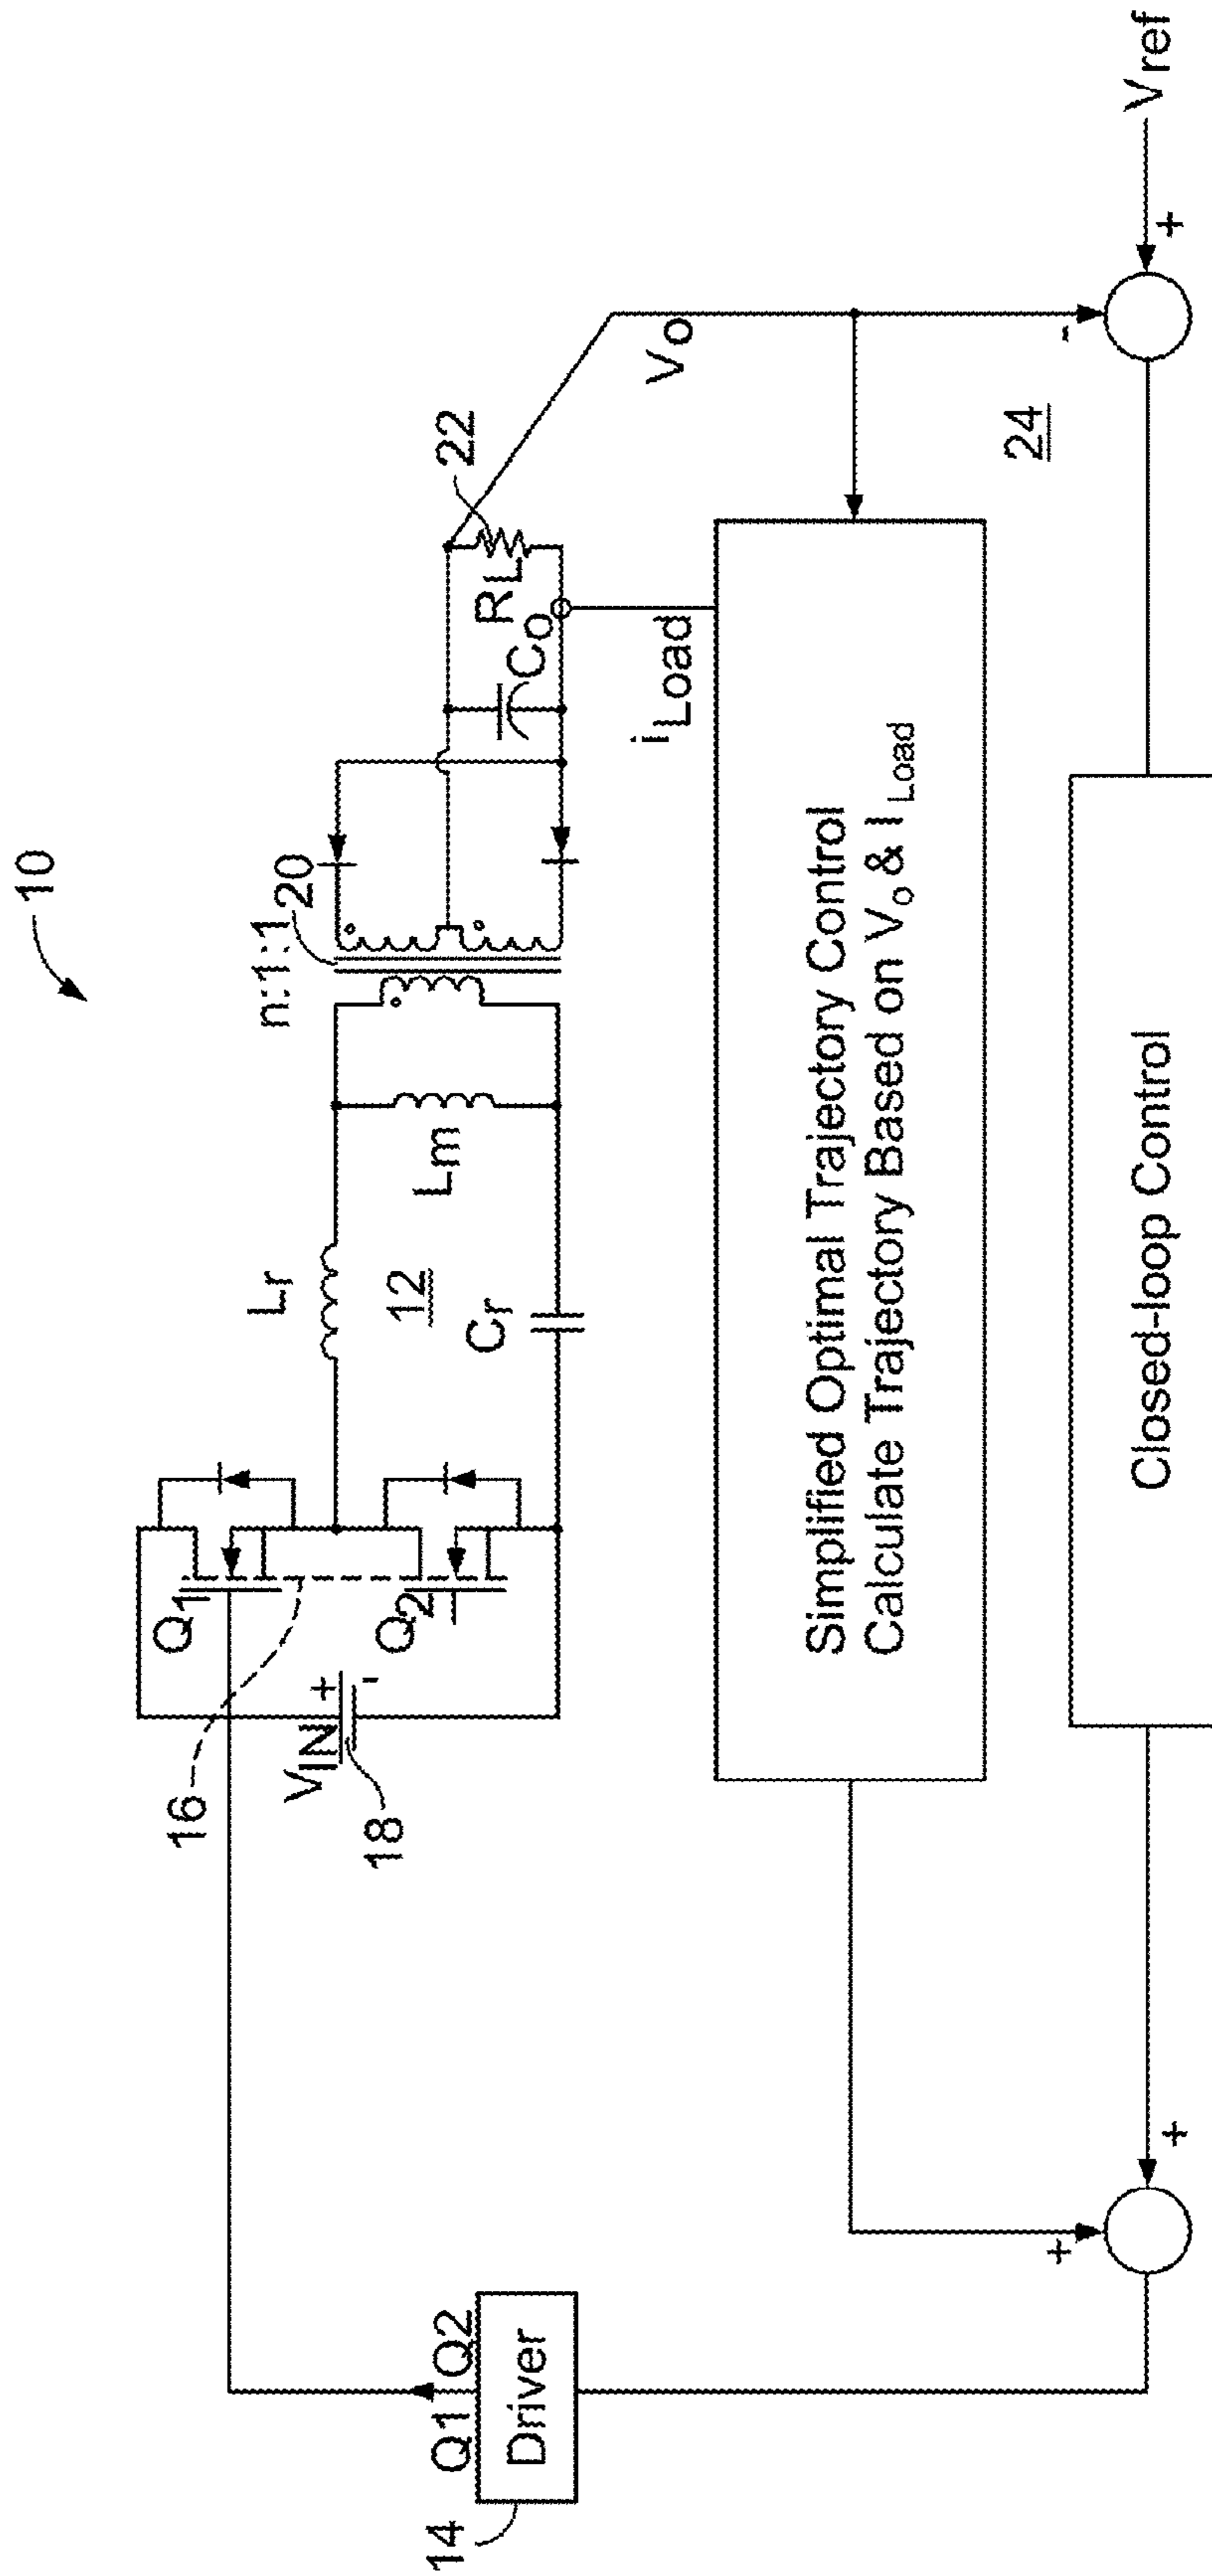 10
n:1:1
20
Q1
Q2
16
VIN
+
-
18
Lr
12
Cr
Lm
22
RL
Co
Vo
iLoad
Q1 Q2
Driver
14
Simplified Optimal Trajectory Control
Calculate Trajectory Based on Vo & I Load
24
-
+
Vref
Closed-loop Control
+
+